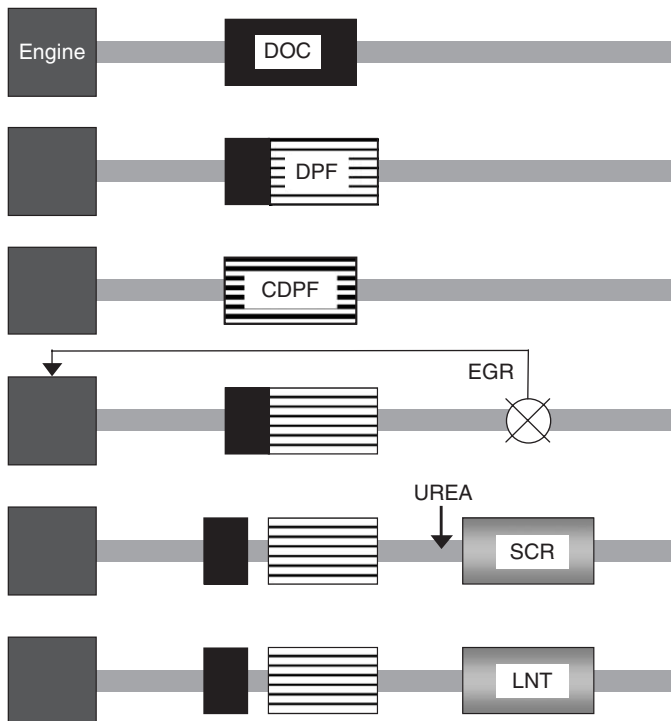 Engine
DOC
DPF
CDPF
EGR
UREA
SCR
LNT